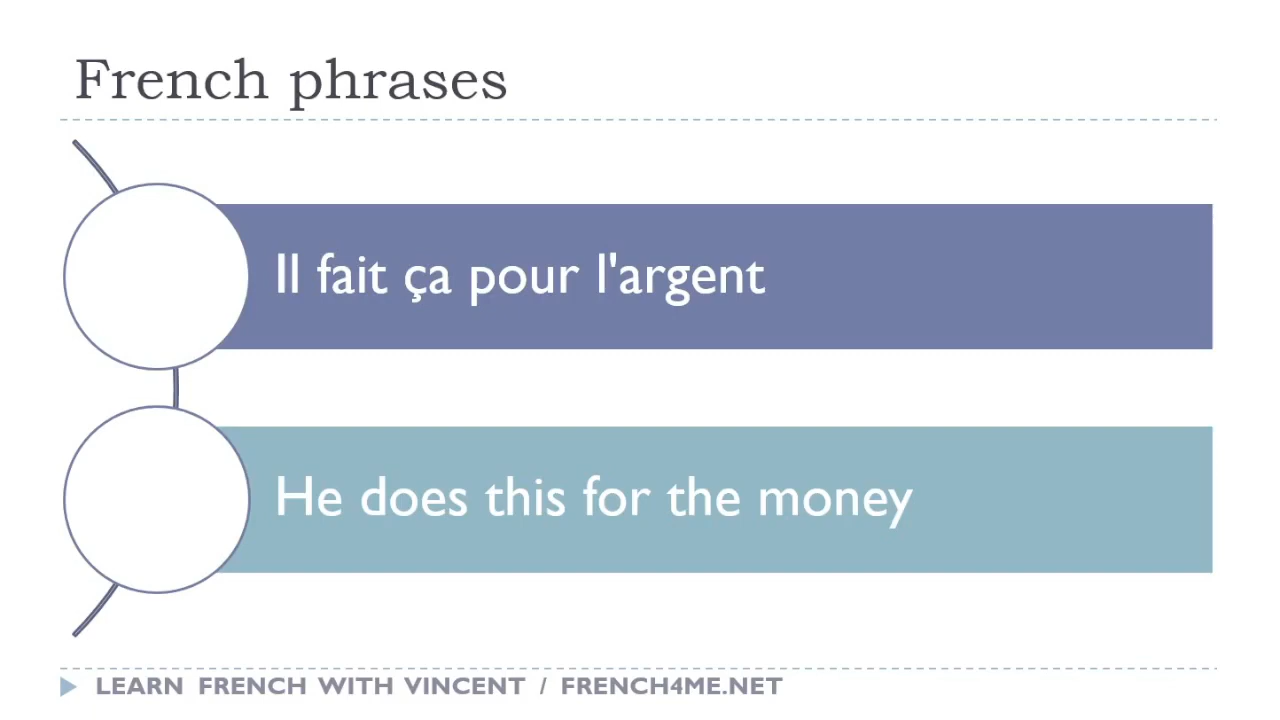 French phrases
Il fait ça pour l'argent
He does this for the money
LEARN FRENCH WITH VINCENT / FRENCH4ME.NET